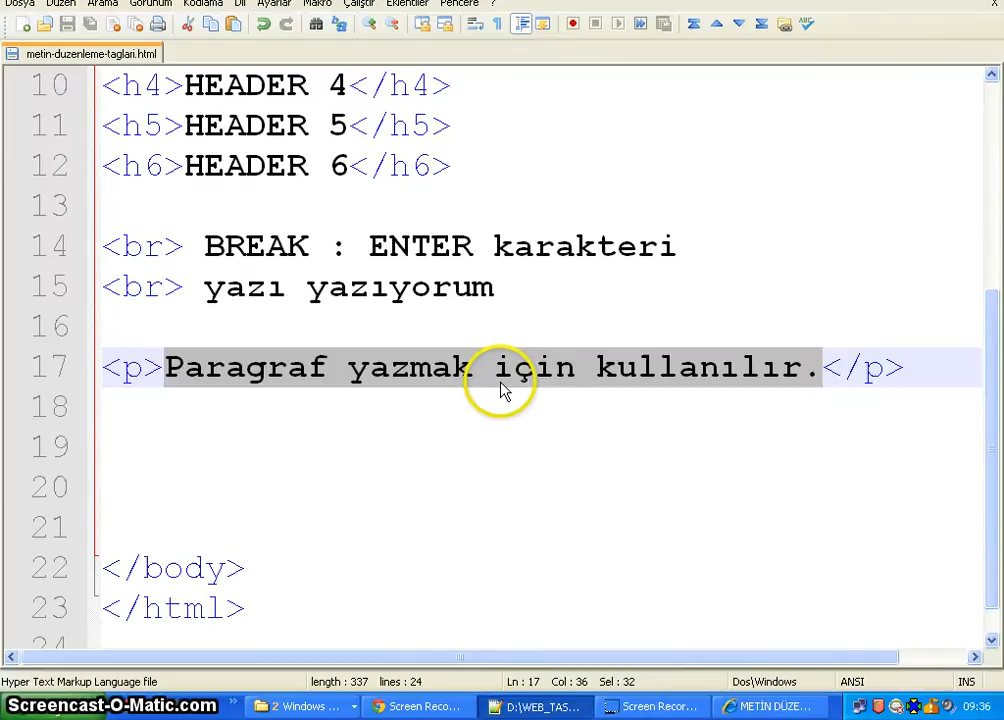 Dosya Düzen Arama Görünüm Kodlama Dil Ayarlar Makro Çalıştır Eklentiler Pencere ?
X
metin-duzenleme-taglari.html
10 <h4>HEADER 4</h4>
11 <h5>HEADER 5</h5>
12 <h6>HEADER 6</h6>
13
14 <br> BREAK : ENTER karakteri
15 <br> yazı yazıyorum
16
17 <p>Paragraf yazmak için kullanılır.</p>
18
19
20
21
22 </body>
23 </html>
24
Hyper Text Markup Language file length : 337 lines : 24 Ln : 17 Col : 36 Sel : 32 Dos\Windows ANSI INS
Screencast-O-Matic.com » 2 Windows ... Screen Recor... D:\WEB_TAS... Screen Recor... METİN DÜZE... 09:36